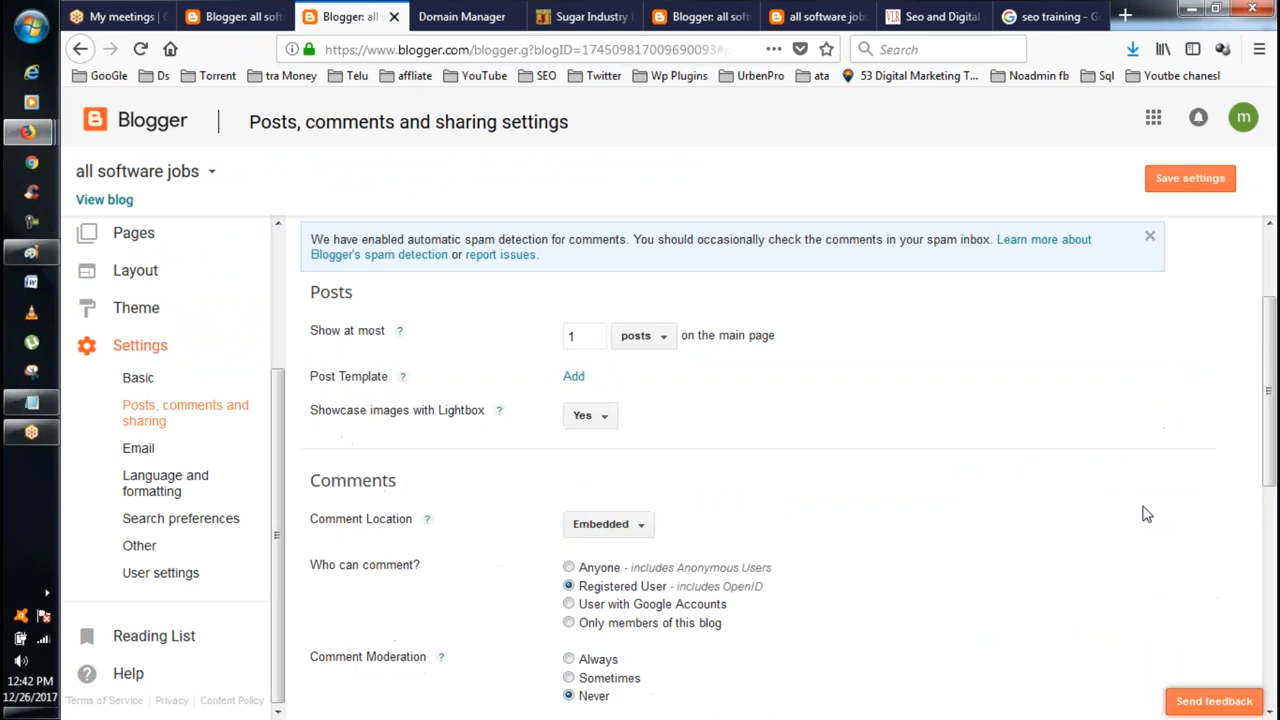 My meetings | G
Blogger: all soft
Blogger: all s
Domain Manager
Sugar Industry
Blogger: all soft
all software jobs
Seo and Digital
seo training - Go
https://www.blogger.com/blogger.g?blogID=174509817009690093#p
Search
GooGle
Ds
Torrent
tra Money
Telu
affliate
YouTube
SEO
Twitter
Wp Plugins
UrbenPro
ata
53 Digital Marketing T...
Noadmin fb
Sql
Youtbe chanesl
Blogger
Posts, comments and sharing settings
m
all software jobs
View blog
Save settings
Pages
Layout
Theme
Settings
Basic
Posts, comments and
sharing
Email
Language and
formatting
Search preferences
Other
User settings
Reading List
Help
Terms of Service | Privacy | Content Policy
We have enabled automatic spam detection for comments. You should occasionally check the comments in your spam inbox. Learn more about
Blogger's spam detection or report issues.
Posts
Show at most ? 1 posts on the main page
Post Template ? Add
Showcase images with Lightbox ? Yes
Comments
Comment Location ? Embedded
Who can comment?
Anyone - includes Anonymous Users
Registered User - includes OpenID
User with Google Accounts
Only members of this blog
Comment Moderation ?
Always
Sometimes
Never
Send feedback
12:42 PM
12/26/2017